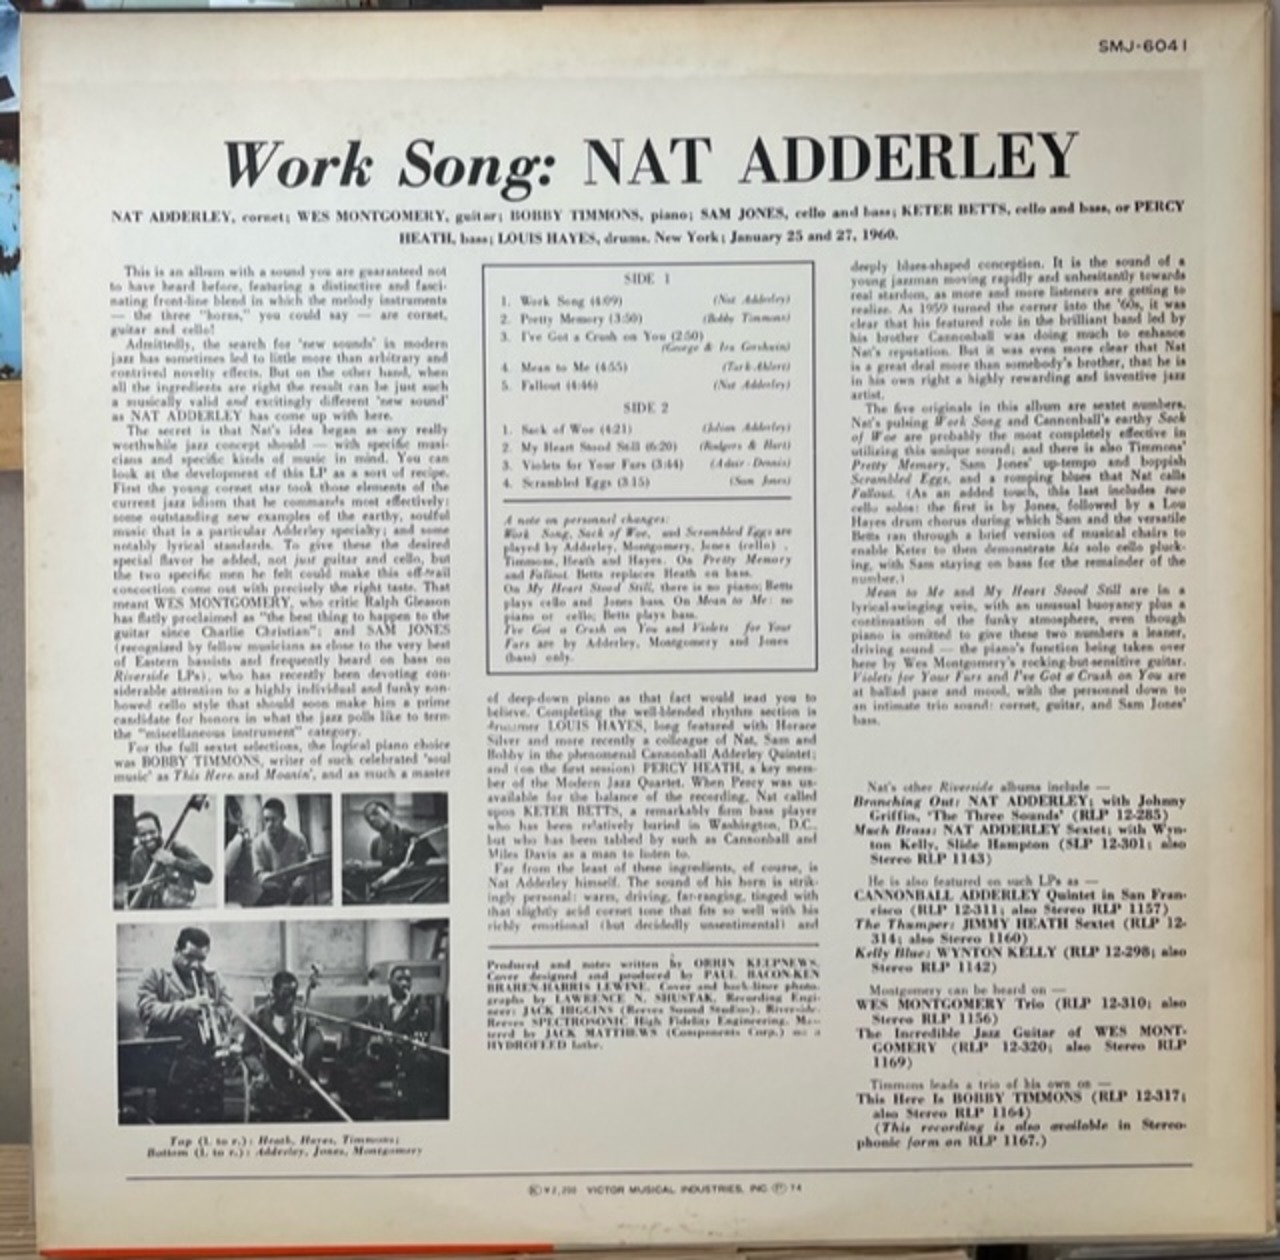 SMJ-6041
Work Song: NAT ADDERLEY
NAT ADDERLEY, cornet; WES MONTGOMERY, guitar; BOBBY TIMMONS, piano; SAM JONES, cello and bass; KETER BETTS, cello and bass, or PERCY
HEATH, bass; LOUIS HAYES, drums. New York; January 25 and 27, 1960.
This is an album with a sound you are guaranteed not
to have heard before, featuring a distinctive and fasci-
nating front-line blend in which the melody instruments
— the three "horns," you could say — are cornet,
guitar and cello!
Admittedly, the search for 'new sounds' in modern
jazz has sometimes led to little more than arbitrary and
contrived novelty effects. But on the other hand, when
all the ingredients are right the result can be just such
a musically valid and excitingly different 'new sound'
as NAT ADDERLEY has come up with here.
The secret is that Nat's idea began as any really
worthwhile jazz concept should — with specific musi-
cians and specific kinds of music in mind. You can
look at the development of this LP as a sort of recipe.
First the young cornet star took those elements of the
current jazz idiom that he commands most effectively:
some outstanding new examples of the earthy, soulful
music that is a particular Adderley specialty; and some
notably lyrical standards. To give these the desired
special flavor he added, not just guitar and cello, but
the two specific men he felt could make this off-trail
concoction come out with precisely the right taste. That
meant WES MONTGOMERY, who critic Ralph Gleason
has flatly proclaimed as "the best thing to happen to the
guitar since Charlie Christian"; and SAM JONES
(recognized by fellow musicians as close to the very best
of Eastern bassists and frequently heard on bass on
Riverside LPs), who has recently been devoting con-
siderable attention to a highly individual and funky non-
bowed cello style that should soon make him a prime
candidate for honors in what the jazz polls like to term
the "miscellaneous instrument" category.
For the full sextet selections, the logical piano choice
was BOBBY TIMMONS, writer of such celebrated 'soul
music' as This Here and Moanin', and as much a master
Top (l. to r.): Heath, Hayes, Timmons;
Bottom (l. to r.): Adderley, Jones, Montgomery
SIDE 1
1. Work Song (4:09) (Nat Adderley)
2. Pretty Memory (3:50) (Bobby Timmons)
3. I've Got a Crush on You (2:50)
(George & Ira Gershwin)
4. Mean to Me (4:55) (Turk-Ahlert)
5. Fallout (4:46) (Nat Adderley)
SIDE 2
1. Sack of Woe (4:21) (Julian Adderley)
2. My Heart Stood Still (6:20) (Rodgers & Hart)
3. Violets for Your Furs (3:44) (Adair-Dennis)
4. Scrambled Eggs (3:15) (Sam Jones)
A note on personnel changes:
Work Song, Sack of Woe, and Scrambled Eggs are
played by Adderley, Montgomery, Jones (cello),
Timmons, Heath and Hayes. On Pretty Memory
and Fallout Betts replaces Heath on bass.
On My Heart Stood Still, there is no piano; Betts
plays cello and Jones bass. On Mean to Me: no
piano or cello; Betts plays bass.
I've Got a Crush on You and Violets for Your
Furs are by Adderley, Montgomery and Jones
(bass) only.
of deep-down piano as that fact would lead you to
believe. Completing the well-blended rhythm section is
drummer LOUIS HAYES, long featured with Horace
Silver and more recently a colleague of Nat, Sam and
Bobby in the phenomenal Cannonball Adderley Quintet;
and (on the first session) PERCY HEATH, a key mem-
ber of the Modern Jazz Quartet. When Percy was un-
available for the balance of the recording, Nat called
upon KETER BETTS, a remarkably firm bass player
who has been relatively buried in Washington, D.C.,
but who has been tabbed by such as Cannonball and
Miles Davis as a man to listen to.
Far from the least of these ingredients, of course, is
Nat Adderley himself. The sound of his horn is strik-
ingly personal: warm, driving, far-ranging, tinged with
that slightly acid cornet tone that fits so well with his
richly emotional (but decidedly unsentimental) and
Produced and notes written by ORRIN KEEPNEWS.
Cover designed and produced by PAUL BACON-KEN
BRAREN-HARRIS LEWINE. Cover and back-liner photo-
graphs by LAWRENCE N. SHUSTAK. Recording Engi-
neer: JACK HIGGINS (Reeves Sound Studios). Riverside-
Reeves SPECTROSONIC High Fidelity Engineering. Mas-
tered by JACK MATTHEWS (Components Corp.) on a
HYDROFEED lathe.
deeply blues-shaped conception. It is the sound of a
young jazzman moving rapidly and unhesitantly towards
real stardom, as more and more listeners are getting to
realize. As 1959 turned the corner into the '60s, it was
clear that his featured role in the brilliant band led by
his brother Cannonball was doing much to enhance
Nat's reputation. But it was even more clear that Nat
is a great deal more than somebody's brother, that he is
in his own right a highly rewarding and inventive jazz
artist.
The five originals in this album are sextet numbers.
Nat's pulsing Work Song and Cannonball's earthy Sack
of Woe are probably the most completely effective in
utilizing this unique sound; and there is also Timmons'
Pretty Memory, Sam Jones' up-tempo and boppish
Scrambled Eggs, and a romping blues that Nat calls
Fallout. (As an added touch, this last includes two
cello solos: the first is by Jones, followed by a Lou
Hayes drum chorus during which Sam and the versatile
Betts ran through a brief version of musical chairs to
enable Keter to then demonstrate his solo cello pluck-
ing, with Sam staying on bass for the remainder of the
number.)
Mean to Me and My Heart Stood Still are in a
lyrical-swinging vein, with an unusual buoyancy plus a
continuation of the funky atmosphere, even though
piano is omitted to give these two numbers a leaner,
driving sound — the piano's function being taken over
here by Wes Montgomery's rocking-but-sensitive guitar.
Violets for Your Furs and I've Got a Crush on You are
at ballad pace and mood, with the personnel down to
an intimate trio sound: cornet, guitar, and Sam Jones'
bass.
Nat's other Riverside albums include —
Branching Out: NAT ADDERLEY; with Johnny
Griffin, 'The Three Sounds' (RLP 12-285)
Much Brass: NAT ADDERLEY Sextet; with Wyn-
ton Kelly, Slide Hampton (SLP 12-301; also
Stereo RLP 1143)
He is also featured on such LPs as —
CANNONBALL ADDERLEY Quintet in San Fran-
cisco (RLP 12-311; also Stereo RLP 1157)
The Thumper: JIMMY HEATH Sextet (RLP 12-
314; also Stereo 1160)
Kelly Blue: WYNTON KELLY (RLP 12-298; also
Stereo RLP 1142)
Montgomery can be heard on —
WES MONTGOMERY Trio (RLP 12-310; also
Stereo RLP 1156)
The Incredible Jazz Guitar of WES MONT-
GOMERY (RLP 12-320; also Stereo RLP
1169)
Timmons leads a trio of his own on —
This Here Is BOBBY TIMMONS (RLP 12-317;
also Stereo RLP 1164)
(This recording is also available in Stereo-
phonic form on RLP 1167.)
¥2,200 VICTOR MUSICAL INDUSTRIES, INC. Ⓟ 74